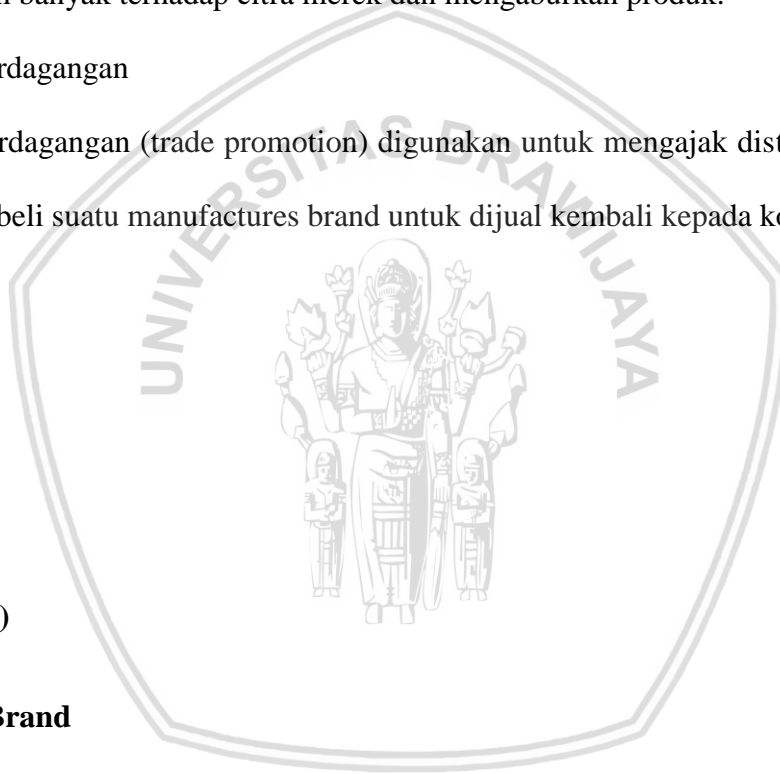 banyak terhadap citra merek dan mengaburkan produk.
rdagangan
rdagangan (trade promotion) digunakan untuk mengajak dist
beli suatu manufactures brand untuk dijual kembali kepada ko
UNIVERSITAS BRAWIJAYA
)
Brand